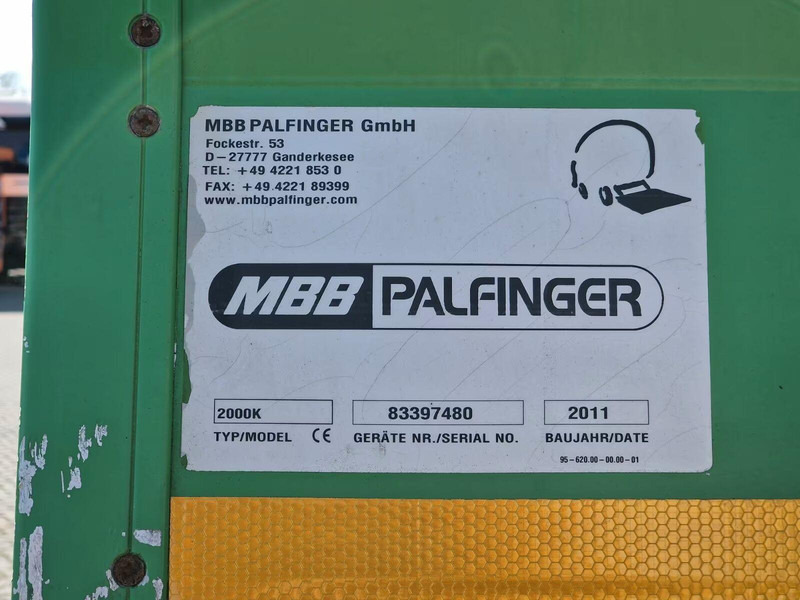 MBB PALFINGER GmbH
Fockestr. 53
D-27777 Ganderkesee
TEL: +49 4221 853 0
FAX: +49 4221 89399
www.mbbpalfinger.com
MBB PALFINGER
2000K 83397480 2011
TYP/MODEL CE GERÄTE NR./SERIAL NO. BAUJAHR/DATE
95-620.00-00.00-01